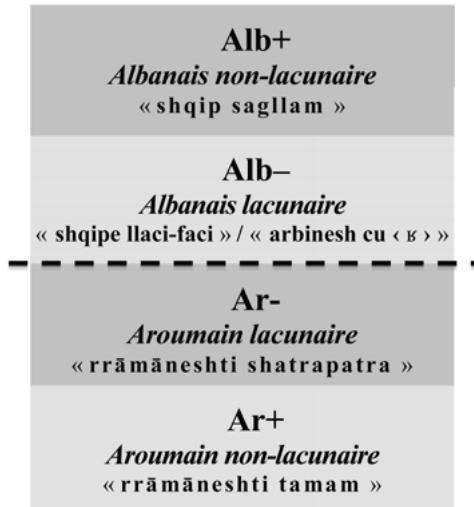 Alb+
Albanais non-lacunaire
« shqip sagllam »
Alb–
Albanais lacunaire
« shqipe llaci-faci » / « arbinesh cu ‹ ʁ › »
Ar-
Aroumain lacunaire
« rrāmāneshti shatrapatra »
Ar+
Aroumain non-lacunaire
« rrāmāneshti tamam »